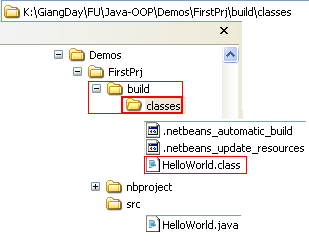 K:\GiangDay\FU\Java-OOP\Demos\FirstPrj\build\classes
Demos
FirstPrj
build
classes
.netbeans_automatic_build
.netbeans_update_resources
HelloWorld.class
nbproject
src
HelloWorld.java